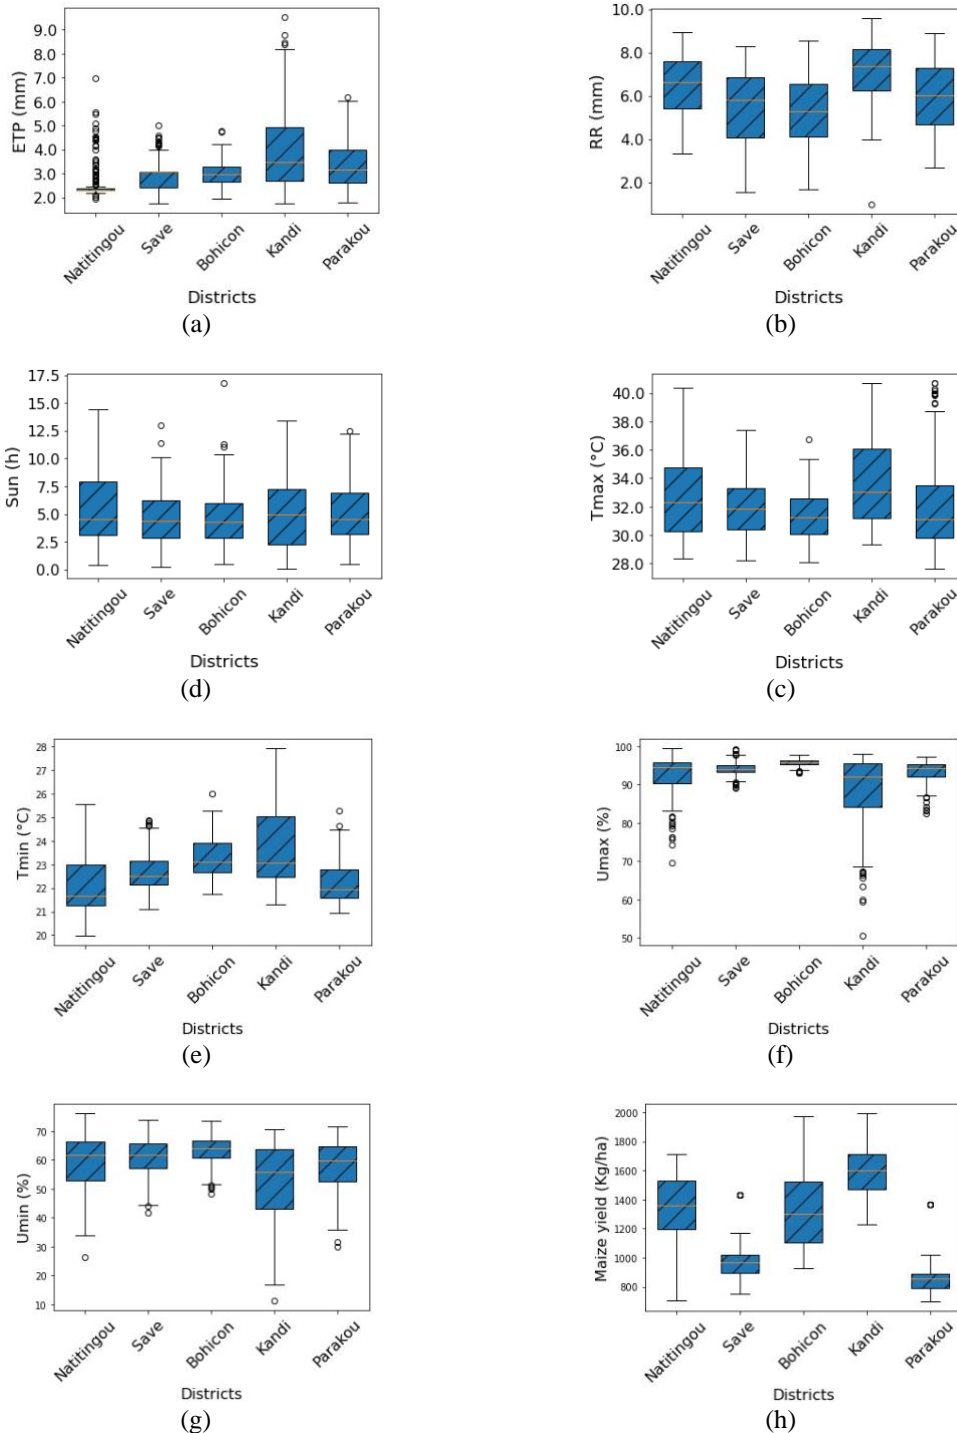 9.0
8.0
7.0
6.0
5.0
4.0
3.0
2.0
ETP (mm)
Natitingou
Save
Bohicon
Kandi
Parakou
Districts
(a)
10.0
8.0
6.0
4.0
2.0
RR (mm)
Natitingou
Save
Bohicon
Kandi
Parakou
Districts
(b)
17.5
15.0
12.5
10.0
7.5
5.0
2.5
0.0
Sun (h)
Natitingou
Save
Bohicon
Kandi
Parakou
Districts
(d)
40.0
38.0
36.0
34.0
32.0
30.0
28.0
Tmax (°C)
Natitingou
Save
Bohicon
Kandi
Parakou
Districts
(c)
28
27
26
25
24
23
22
21
20
Tmin (°C)
Natitingou
Save
Bohicon
Kandi
Parakou
Districts
(e)
100
90
80
70
60
50
Umax (%)
Natitingou
Save
Bohicon
Kandi
Parakou
Districts
(f)
70
60
50
40
30
20
10
Umin (%)
Natitingou
Save
Bohicon
Kandi
Parakou
Districts
(g)
2000
1800
1600
1400
1200
1000
800
Maize yield (Kg/ha)
Natitingou
Save
Bohicon
Kandi
Parakou
Districts
(h)